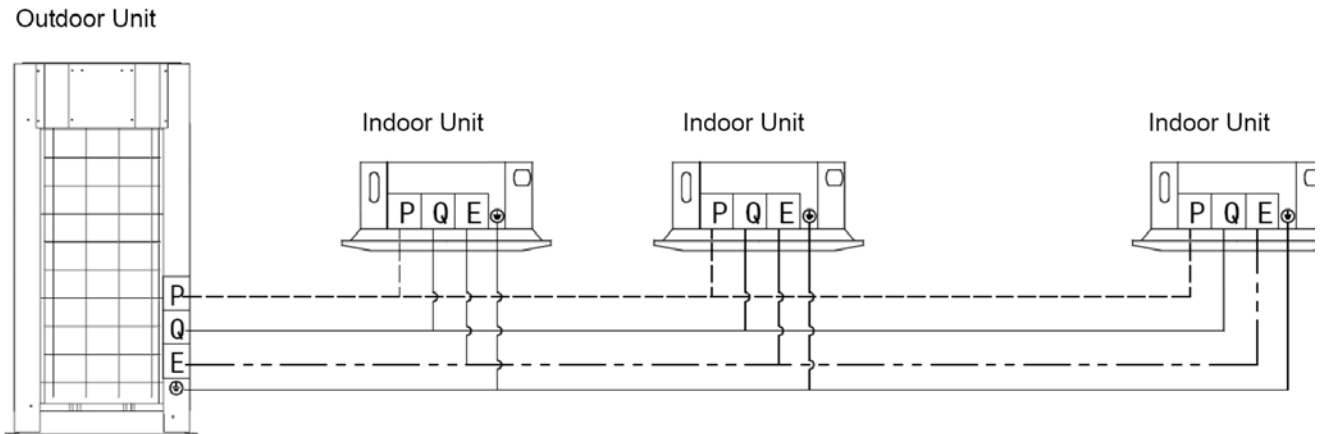 Outdoor Unit
Indoor Unit Indoor Unit Indoor Unit
P Q E P Q E P Q E
P
Q
E